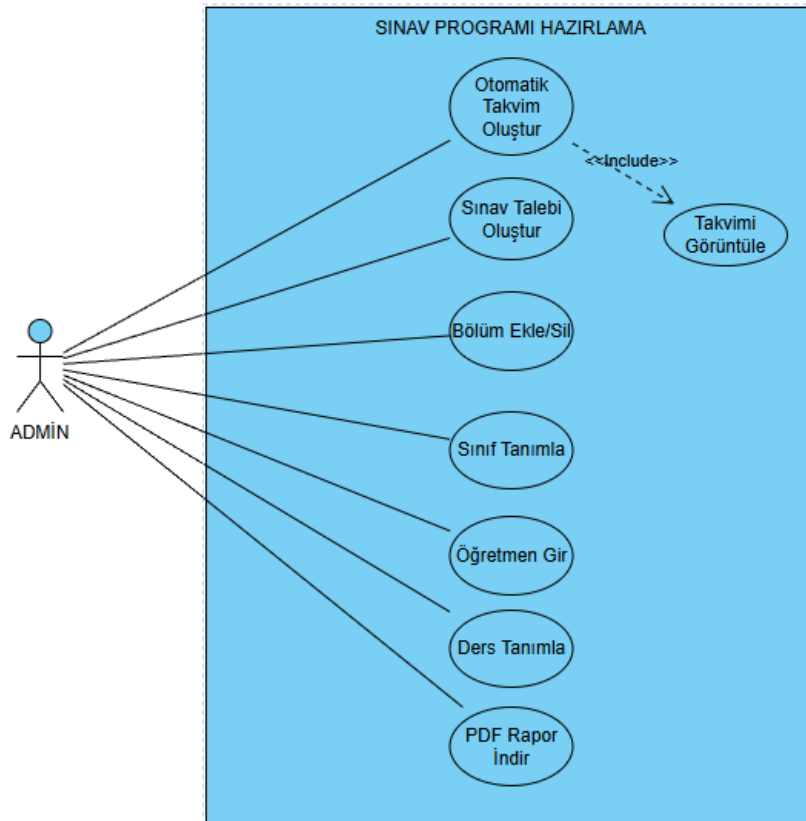 SINAV PROGRAMI HAZIRLAMA
Otomatik
Takvim
Oluştur
<<Include>>
Takvimi
Görüntüle
Sınav Talebi
Oluştur
Bölüm Ekle/Sil
ADMİN
Sınıf Tanımla
Öğretmen Gir
Ders Tanımla
PDF Rapor
İndir